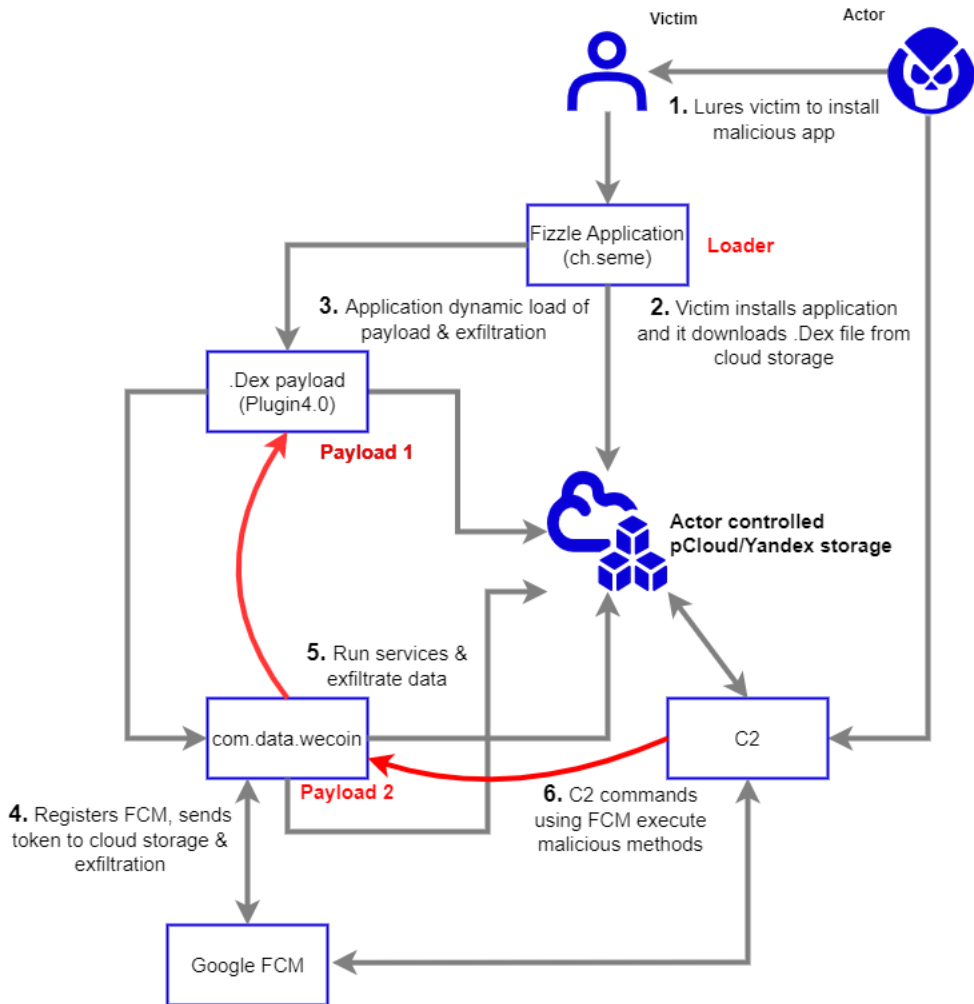 Victim
Actor
1. Lures victim to install
malicious app
Fizzle Application
(ch.seme)
Loader
3. Application dynamic load of
payload & exfiltration
2. Victim installs application
and it downloads .Dex file from
cloud storage
.Dex payload
(Plugin4.0)
Payload 1
Actor controlled
pCloud/Yandex storage
5. Run services &
exfiltrate data
com.data.wecoin
C2
Payload 2
4. Registers FCM, sends
token to cloud storage &
exfiltration
6. C2 commands
using FCM execute
malicious methods
Google FCM